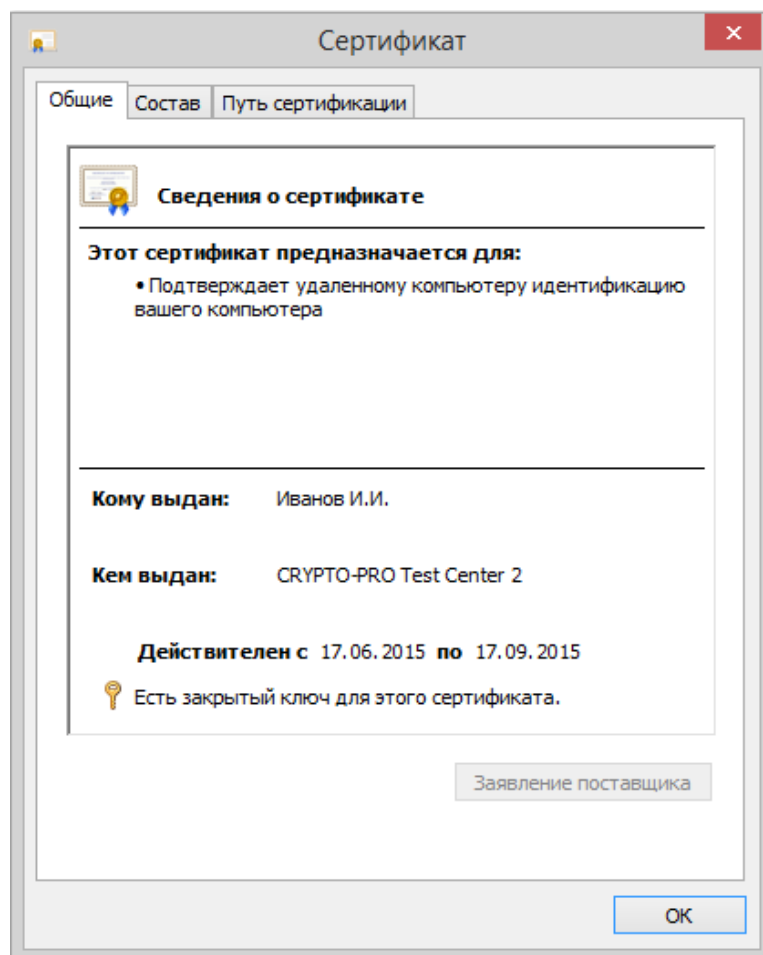 Сертификат
Общие Состав Путь сертификации
Сведения о сертификате
Этот сертификат предназначается для:
• Подтверждает удаленному компьютеру идентификацию
вашего компьютера
Кому выдан: Иванов И.И.
Кем выдан: CRYPTO-PRO Test Center 2
Действителен с 17.06.2015 по 17.09.2015
Есть закрытый ключ для этого сертификата.
Заявление поставщика
ОК